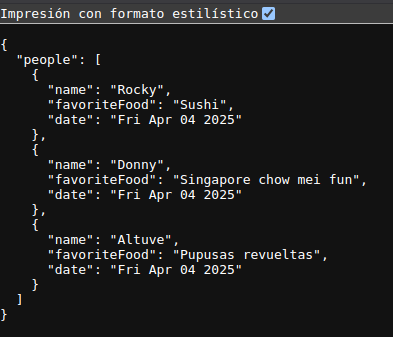 Impresión con formato estilístico
{
  "people": [
    {
      "name": "Rocky",
      "favoriteFood": "Sushi",
      "date": "Fri Apr 04 2025"
    },
    {
      "name": "Donny",
      "favoriteFood": "Singapore chow mei fun",
      "date": "Fri Apr 04 2025"
    },
    {
      "name": "Altuve",
      "favoriteFood": "Pupusas revueltas",
      "date": "Fri Apr 04 2025"
    }
  ]
}